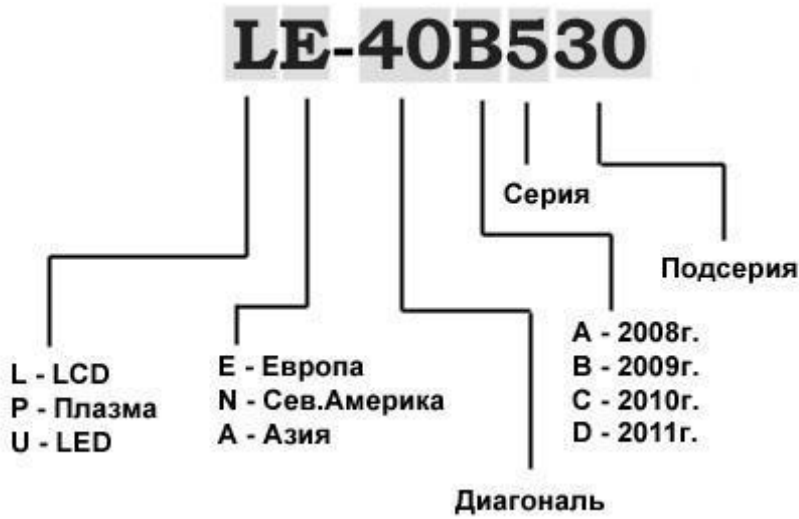 LE-40B530
Серия
Подсерия
L - LCD
P - Плазма
U - LED
E - Европа
N - Сев.Америка
A - Азия
A - 2008г.
B - 2009г.
C - 2010г.
D - 2011г.
Диагональ